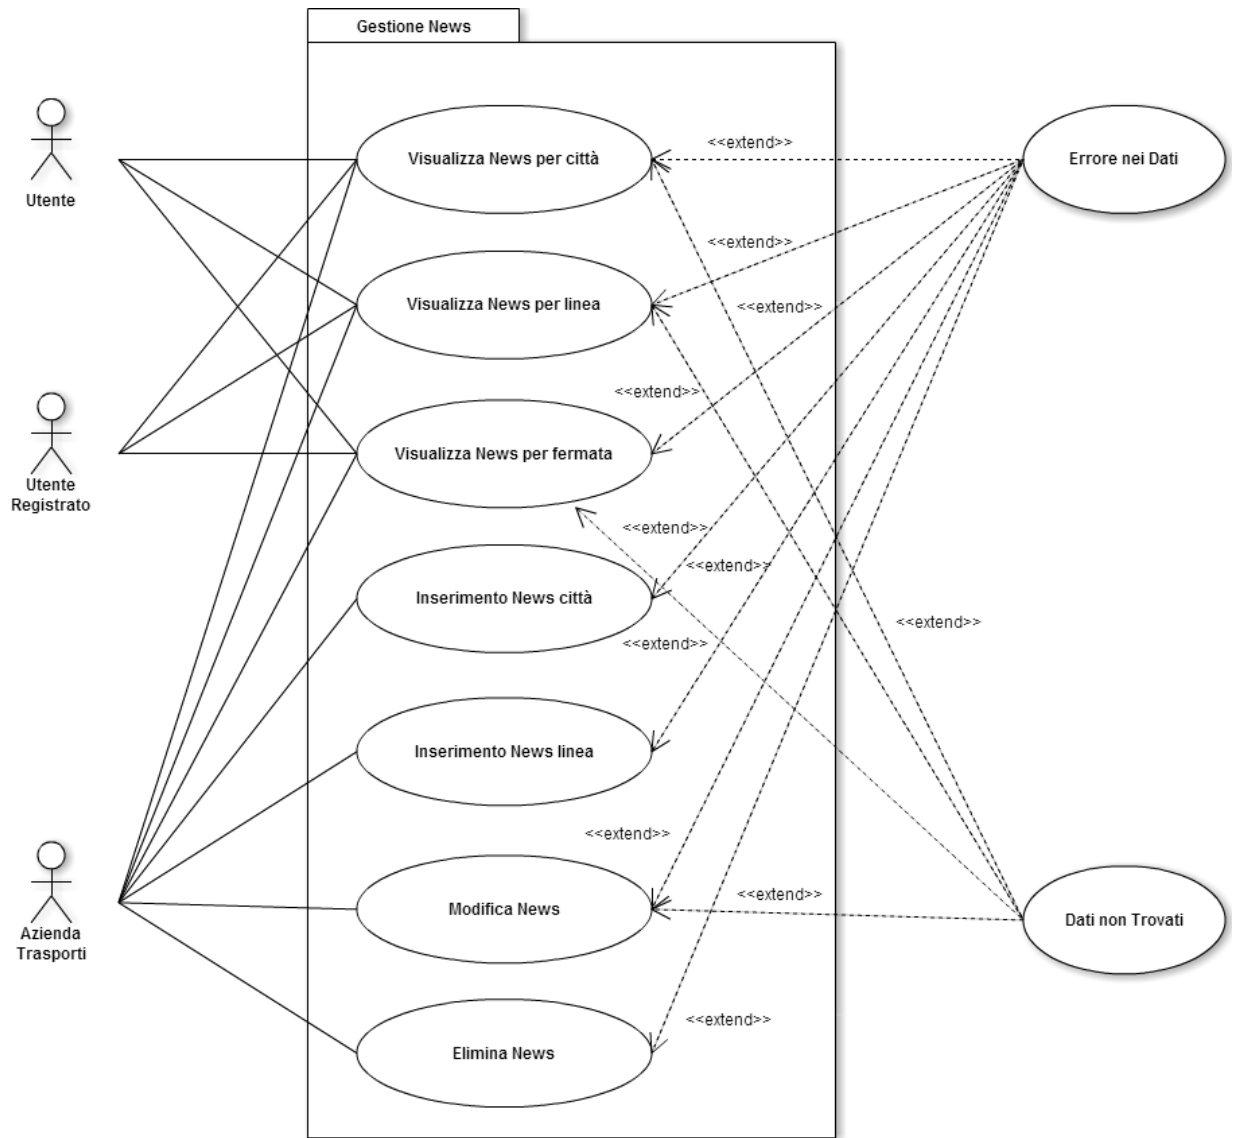 Gestione News
Utente
Visualizza News per città
<<extend>>
Errore nei Dati
<<extend>>
Visualizza News per linea
<<extend>>
<<extend>>
Utente
Registrato
Visualizza News per fermata
<<extend>>
<<extend>>
Inserimento News città
<<extend>>
<<extend>>
Inserimento News linea
<<extend>>
Azienda
Trasporti
Modifica News
<<extend>>
Dati non Trovati
<<extend>>
Elimina News